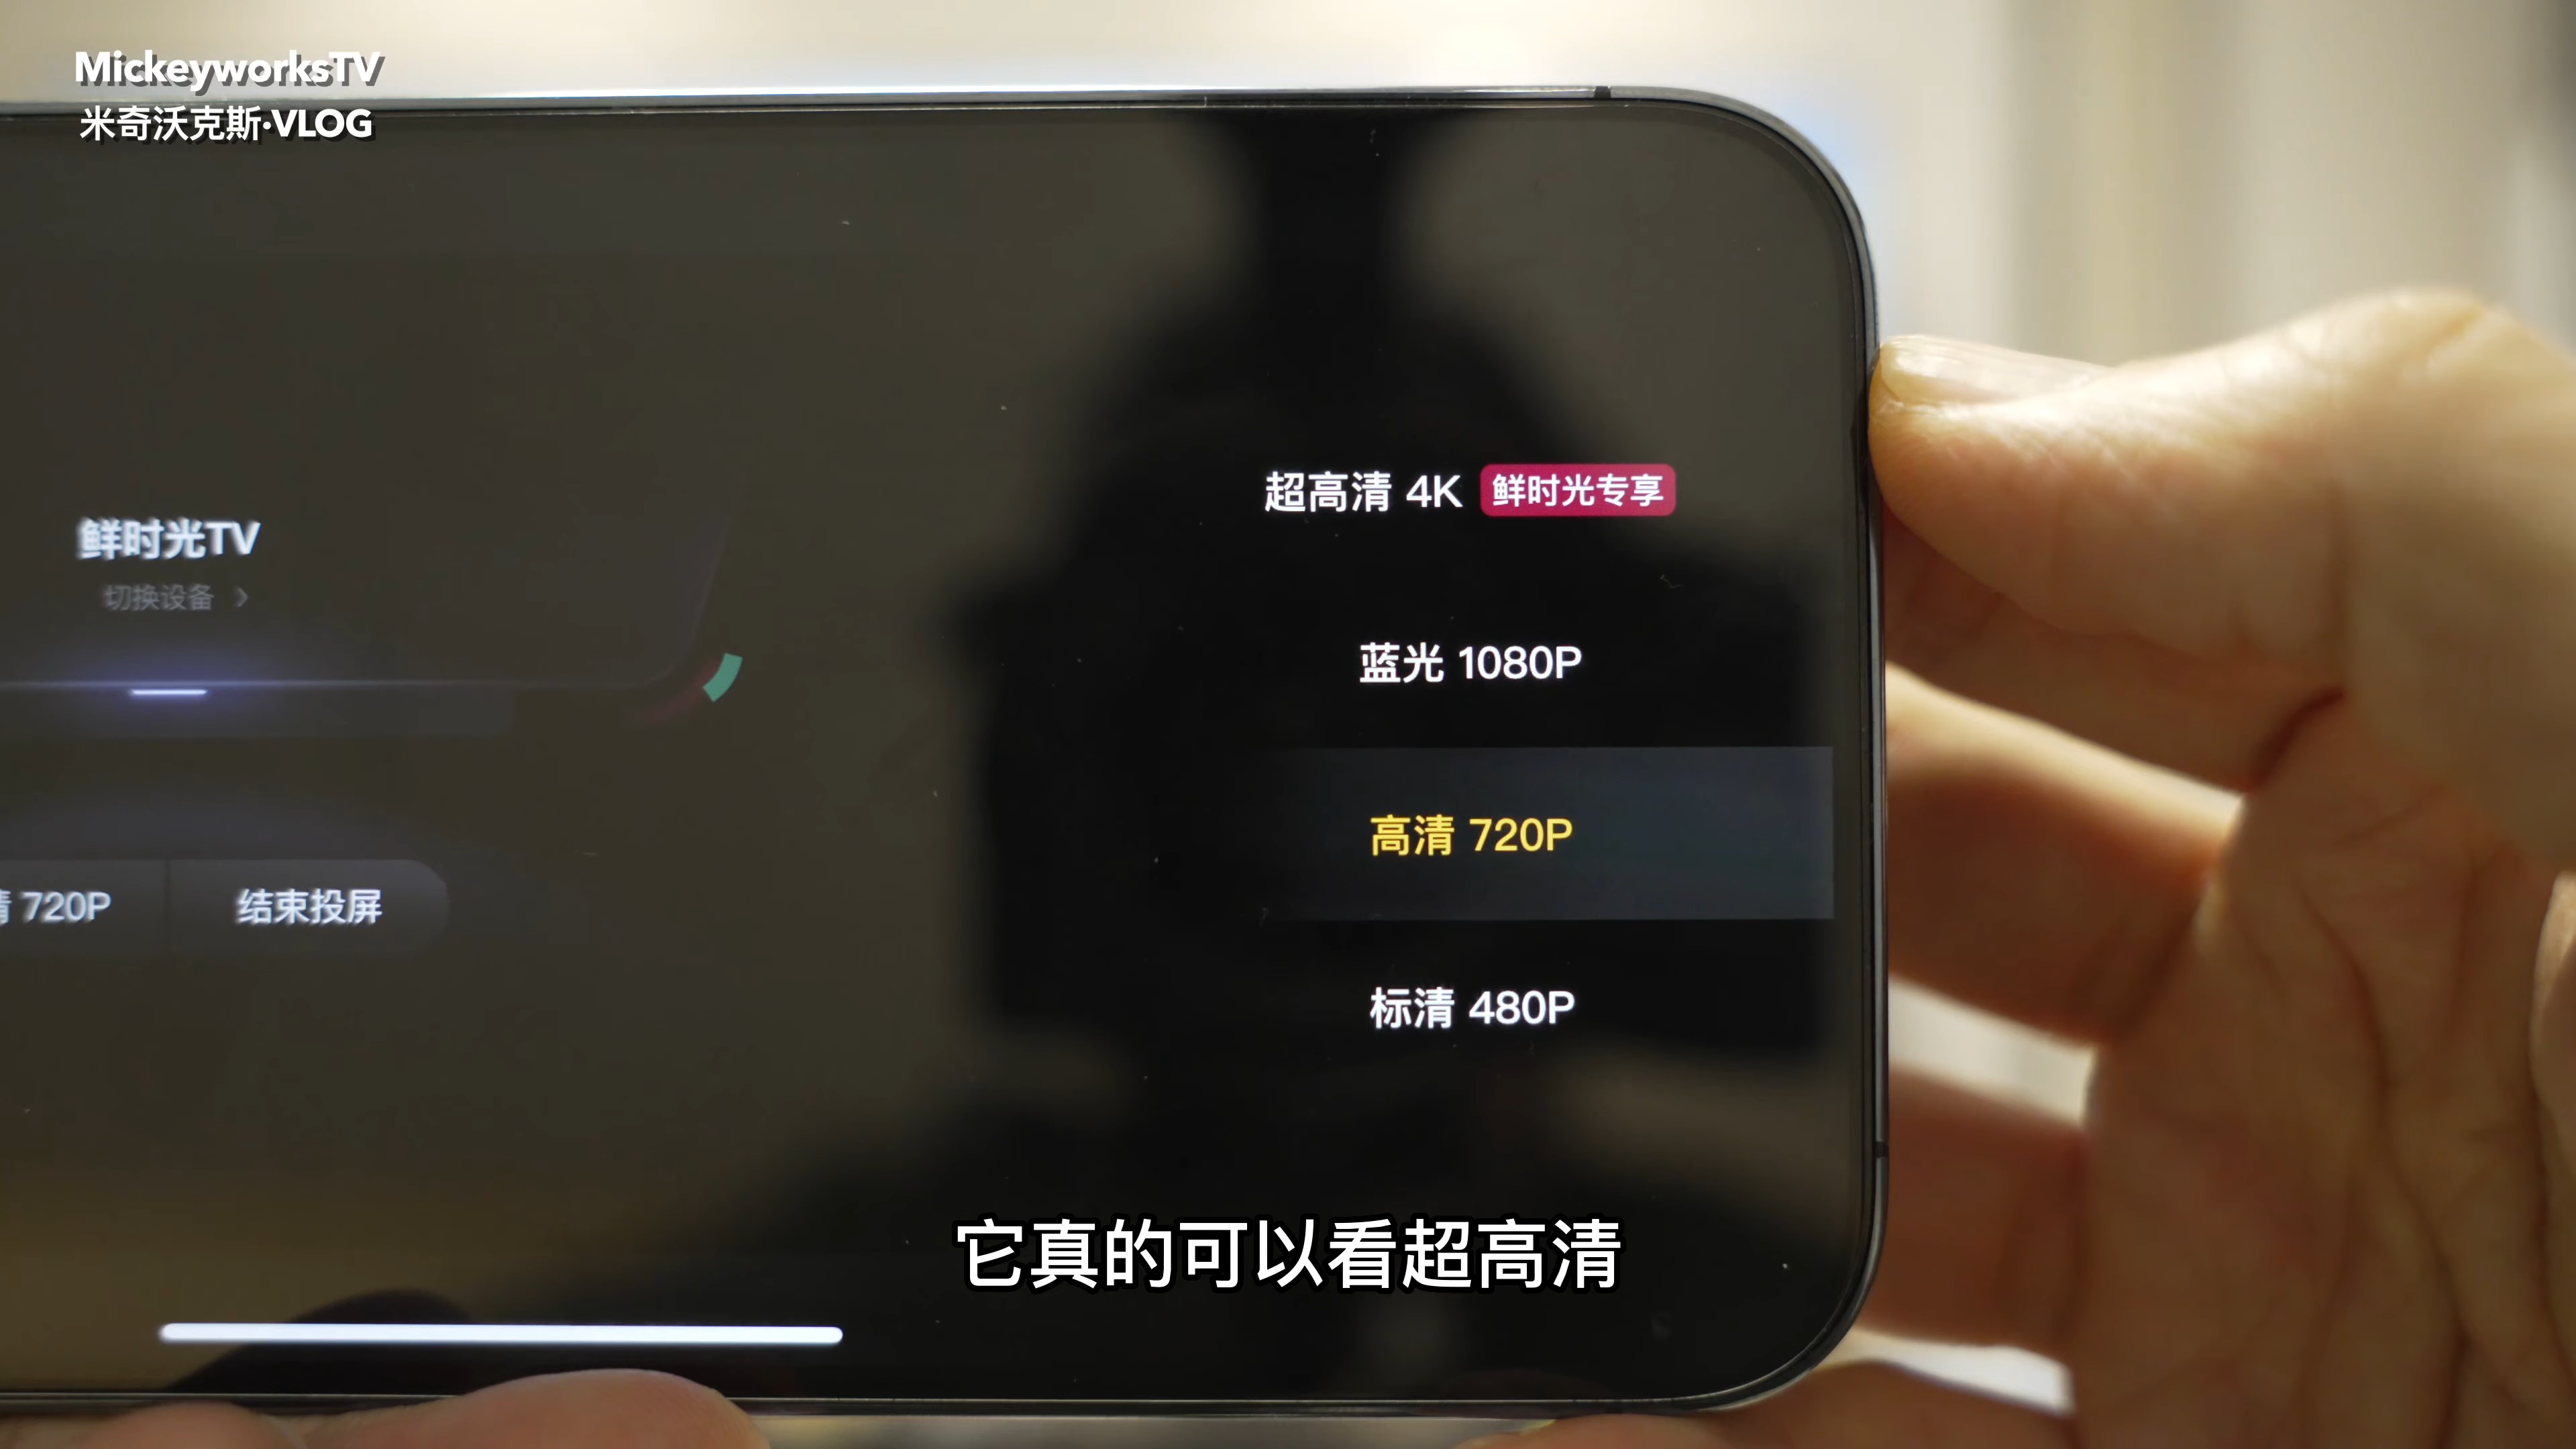 MickeyworksTV
米奇沃克斯·VLOG
鲜时光TV
切换设备 >
清 720P
结束投屏
超高清 4K 鲜时光专享
蓝光 1080P
高清 720P
标清 480P
它真的可以看超高清